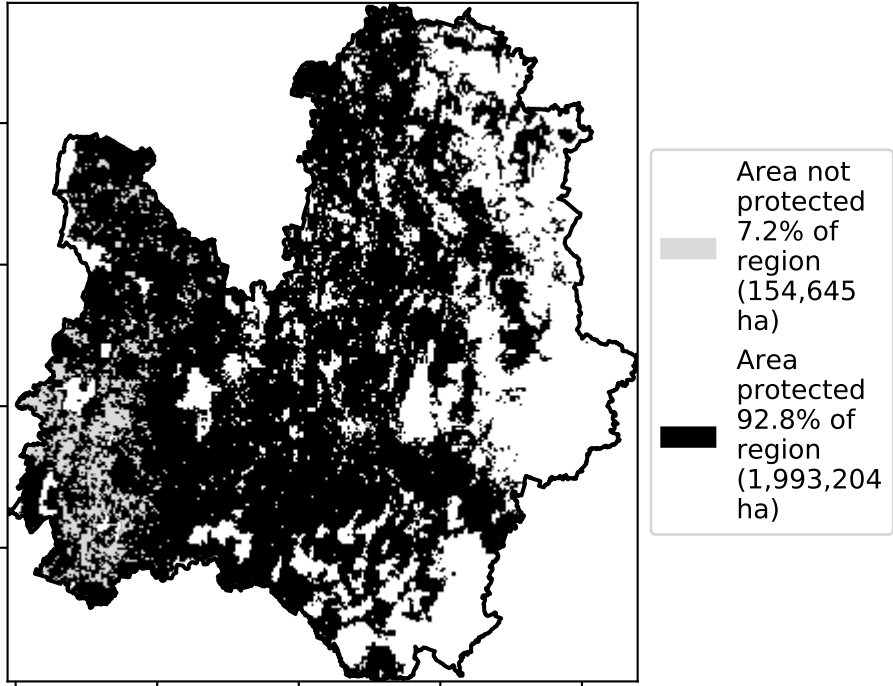 Area not
protected
7.2% of
region
(154,645
ha)
Area
protected
92.8% of
region
(1,993,204
ha)